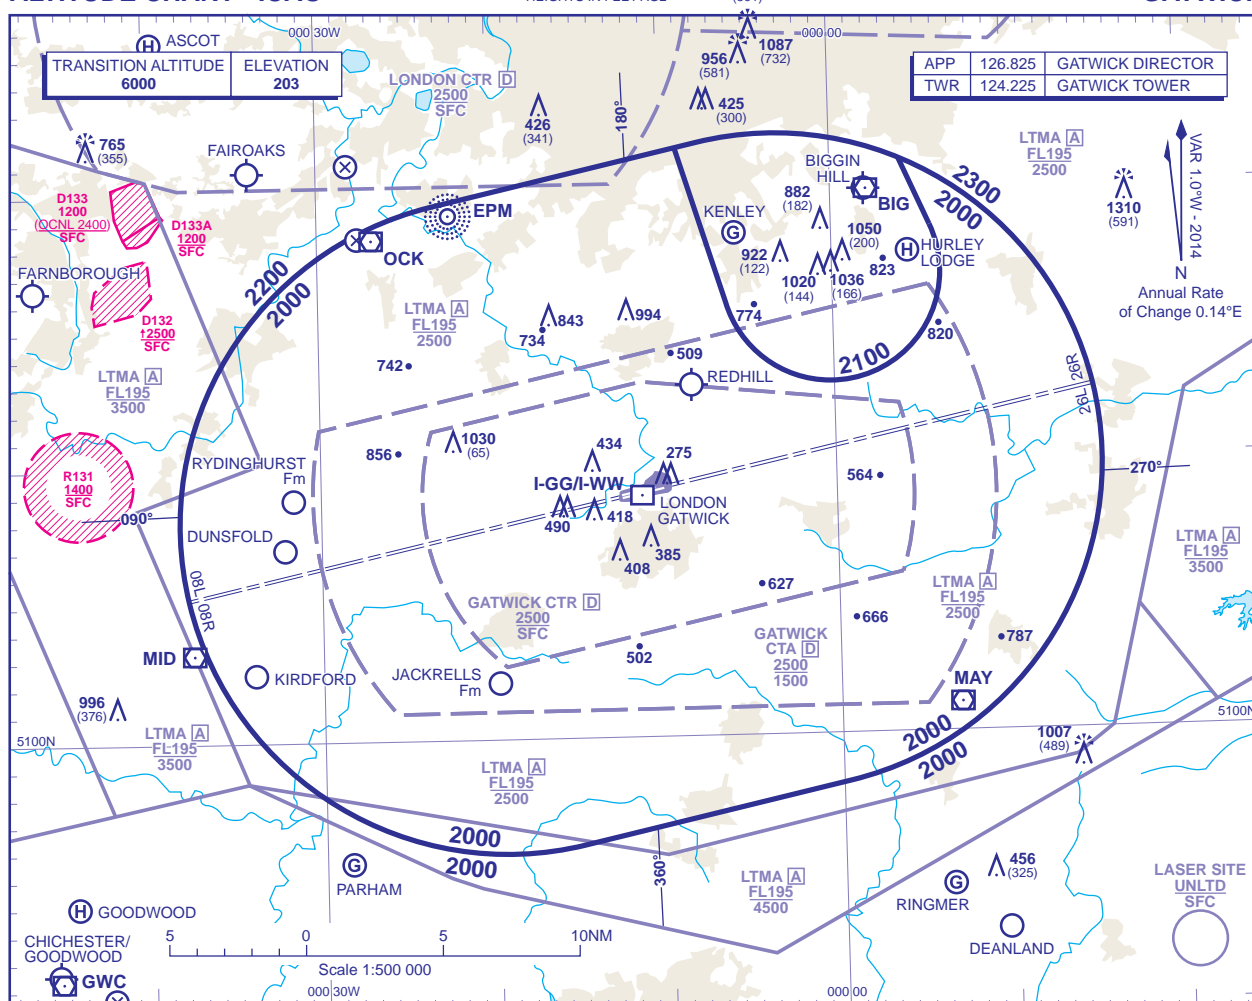 000 30W
000 00
ASCOT
TRANSITION ALTITUDE
6000
ELEVATION
203
APP 126.825 GATWICK DIRECTOR
TWR 124.225 GATWICK TOWER
LONDON CTR D
2500
SFC
1087
(732)
956
(581)
425
(300)
426
(341)
180°
765
(355)
FAIROAKS
BIGGIN
HILL
BIG
LTMA A
FL195
2500
1310
(591)
VAR 1.0°W - 2014
N
Annual Rate
of Change 0.14°E
D133
1200
(OCNL 2400)
SFC
D133A
1200
SFC
EPM
OCK
KENLEY
G
882
(182)
922
(122)
1050
(200)
1020
(144)
1036
(166)
823
H
HURLEY
LODGE
2300
2000
FARNBOROUGH
D132
↑2500
SFC
2200
2000
LTMA A
FL195
2500
843
734
994
774
820
742
509
2100
REDHILL
LTMA A
FL195
3500
26L 26R
R131
1400
SFC
RYDINGHURST
Fm
856
1030
(65)
434
275
I-GG/I-WW
LONDON
GATWICK
564
270°
090°
490
418
385
408
DUNSFOLD
LTMA A
FL195
3500
08L 08R
627
LTMA A
FL195
2500
GATWICK CTR D
2500
SFC
666
GATWICK
CTA D
2500
1500
787
502
MID
KIRDFORD
JACKRELLS
Fm
MAY
996
(376)
5100N
5100N
LTMA A
FL195
3500
2000
2000
1007
(489)
LTMA A
FL195
2500
2000
2000
360°
G
PARHAM
LTMA A
FL195
4500
456
(325)
G
RINGMER
DEANLAND
LASER SITE
UNLTD
SFC
H
GOODWOOD
CHICHESTER/
GOODWOOD
GWC
5 0 5 10NM
Scale 1:500 000
000 30W
000 00